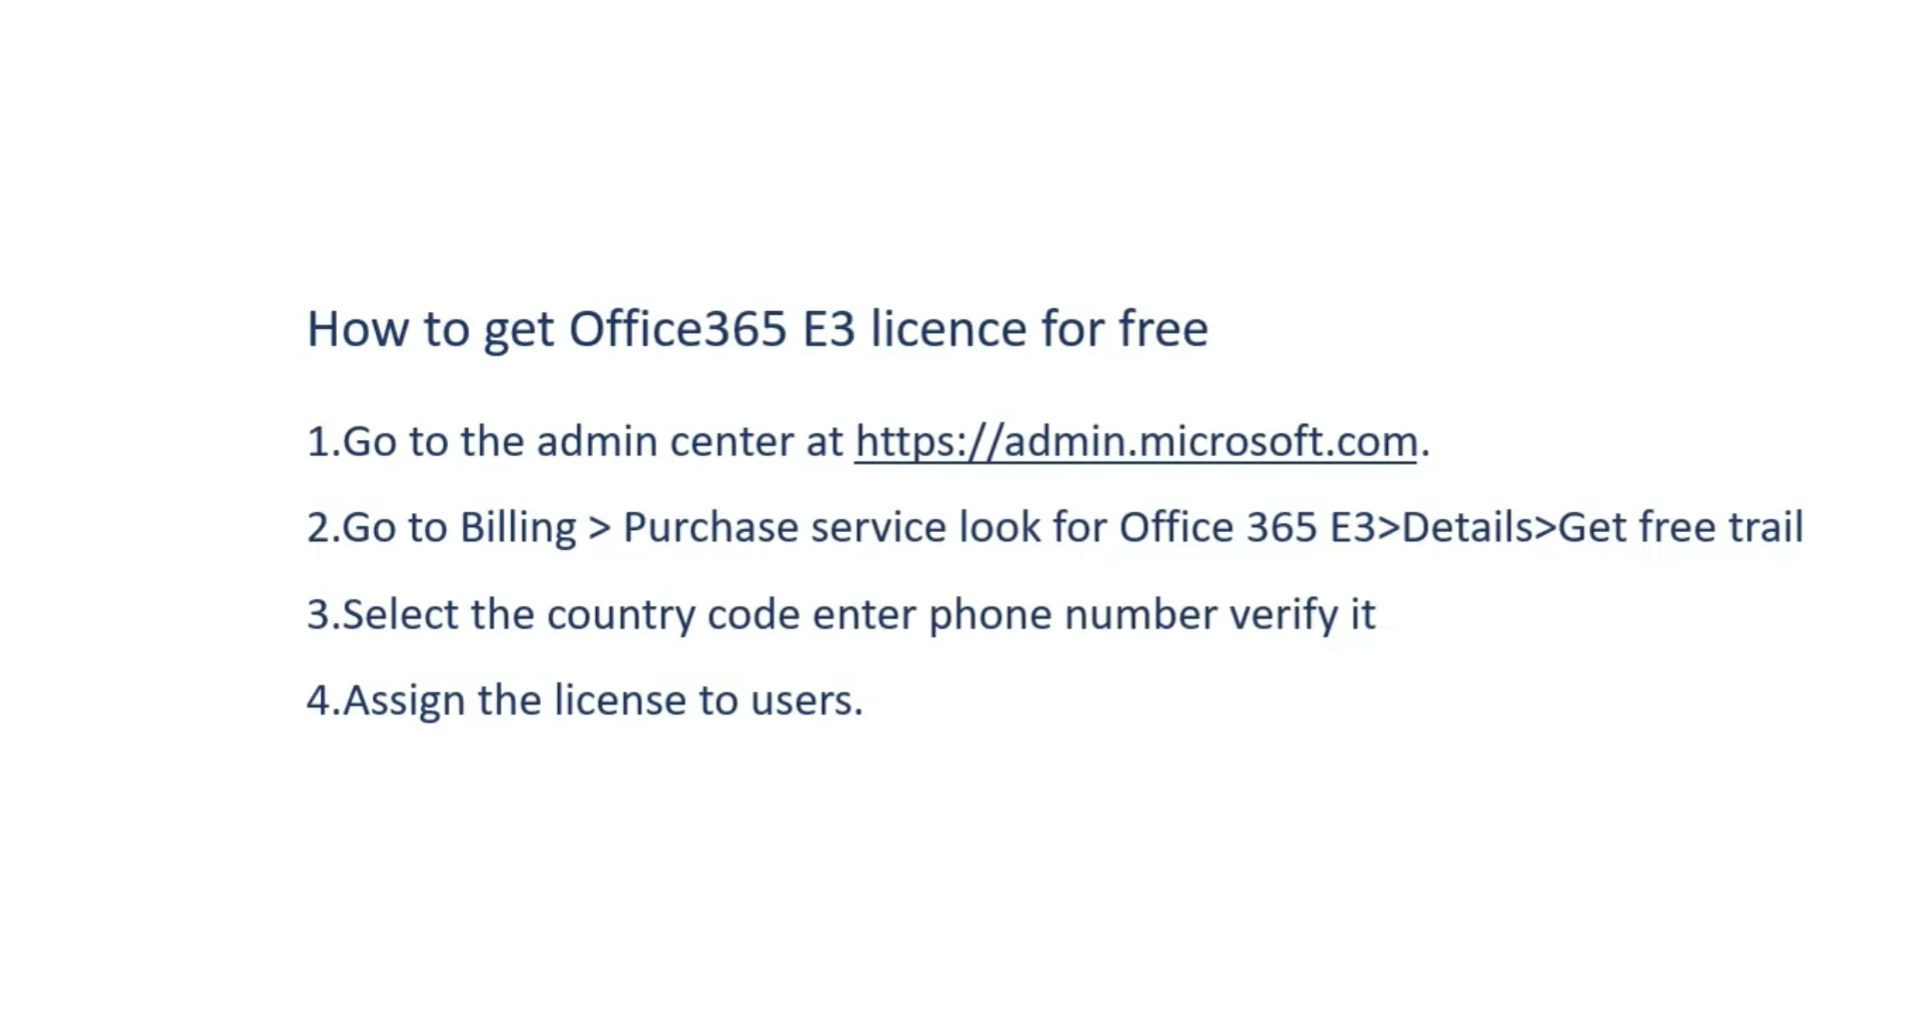 How to get Office365 E3 licence for free
1.Go to the admin center at https://admin.microsoft.com.
2.Go to Billing > Purchase service look for Office 365 E3>Details>Get free trail
3.Select the country code enter phone number verify it
4.Assign the license to users.